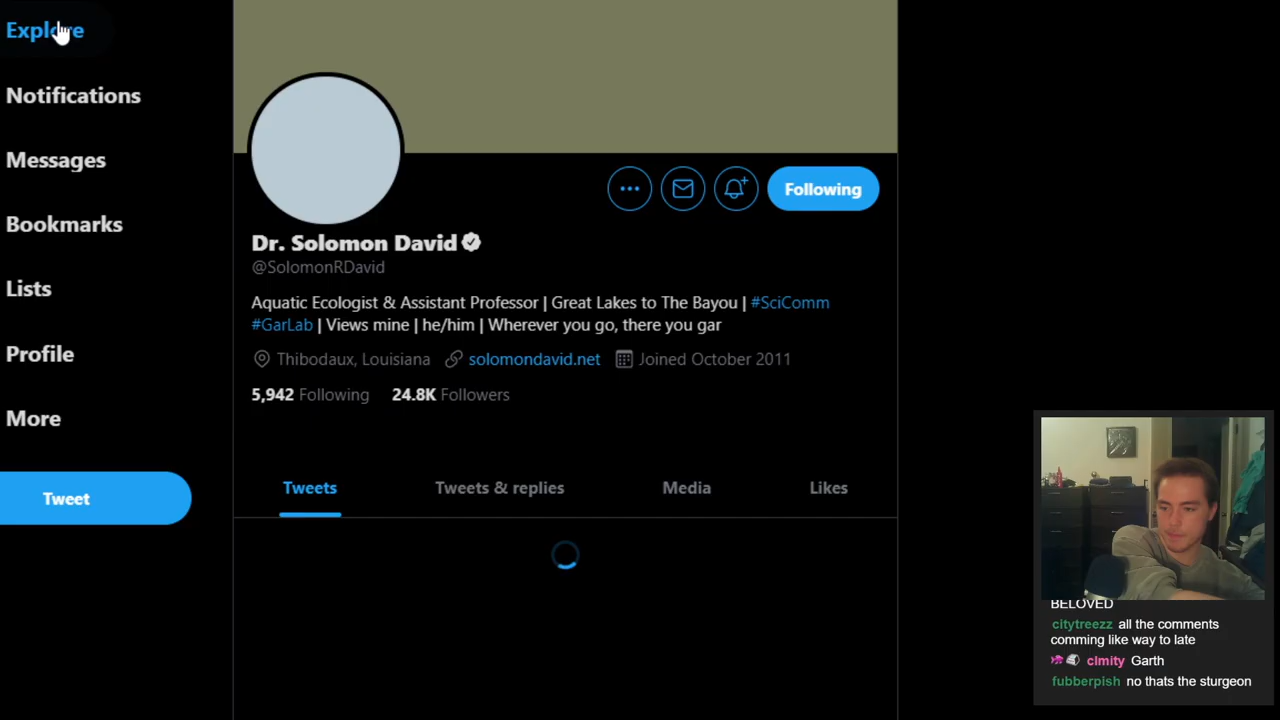 Explore
Notifications
Messages
Bookmarks
Lists
Profile
More
Tweet
Following
Dr. Solomon David
@SolomonRDavid
Aquatic Ecologist & Assistant Professor | Great Lakes to The Bayou | #SciComm
#GarLab | Views mine | he/him | Wherever you go, there you gar
Thibodaux, Louisiana solomondavid.net Joined October 2011
5,942 Following 24.8K Followers
Tweets Tweets & replies Media Likes
BELOVED
citytreezz all the comments
comming like way to late
clmity Garth
fubberpish no thats the sturgeon